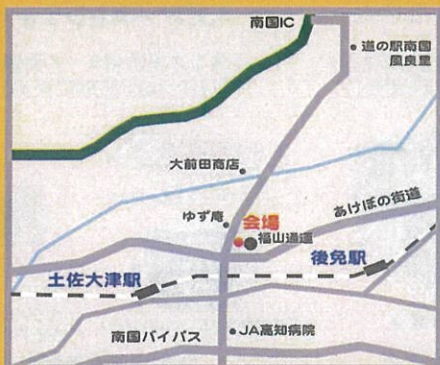 南国IC
道の駅南国
風良里
大前田商店
あけぼの街道
ゆず庵
会場
福山通運
後免駅
土佐大津駅
南国バイパス
JA高知病院